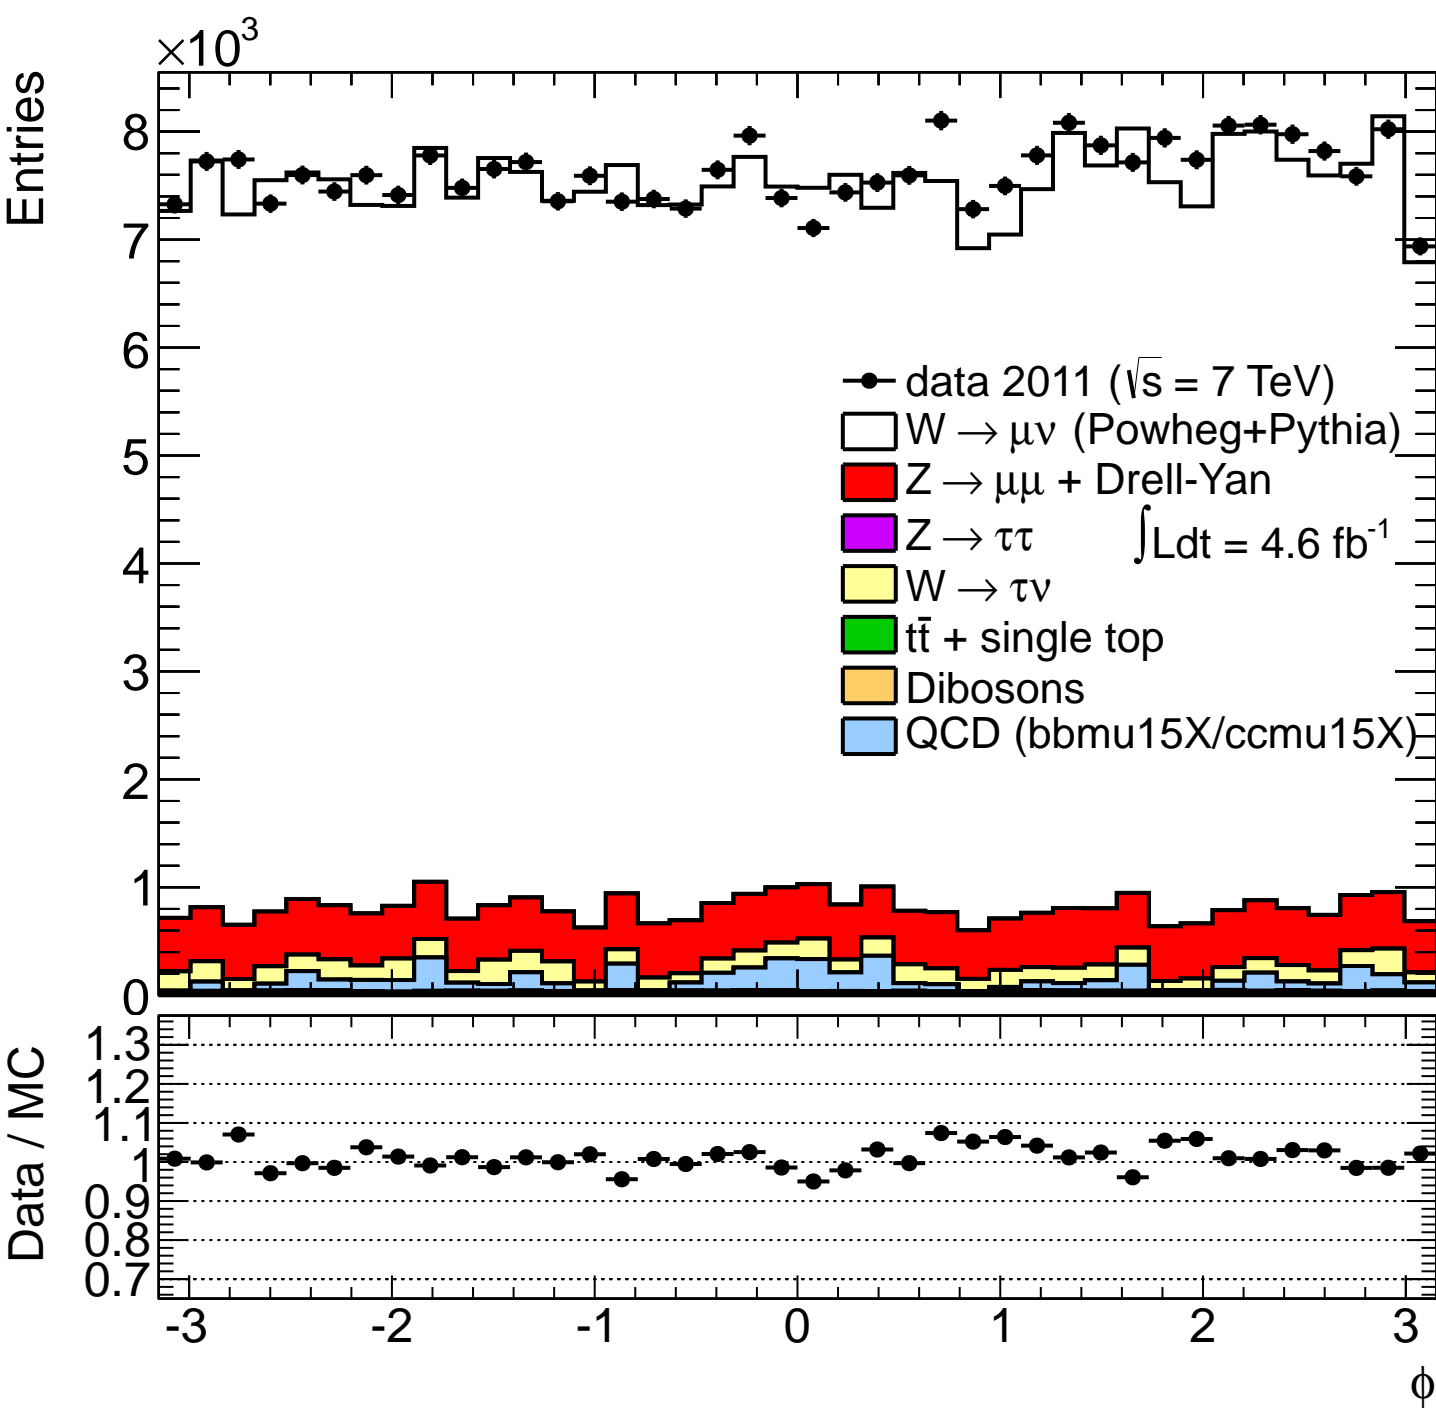 ×10³
Entries
8
7
6
5
4
3
2
1
0
data 2011 (√s = 7 TeV)
W → μν (Powheg+Pythia)
Z → μμ + Drell-Yan
Z → ττ
∫Ldt = 4.6 fb⁻¹
W → τν
tt̄ + single top
Dibosons
QCD (bbmu15X/ccmu15X)
Data / MC
1.3
1.2
1.1
1
0.9
0.8
0.7
-3 -2 -1 0 1 2 3
ϕ